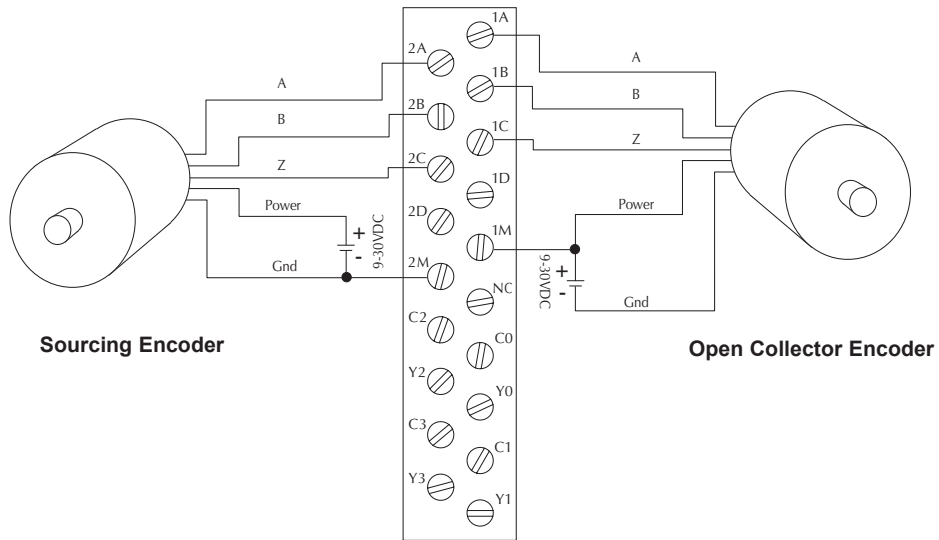 1A
2A
A
A
1B
B
2B
B
1C
Z
2C
Z
1D
Power
2D
Power
+
-
9-30VDC
1M
Gnd
2M
+
-
9-30VDC
NC
Gnd
C2
C0
Sourcing Encoder
Open Collector Encoder
Y2
Y0
C3
C1
Y3
Y1